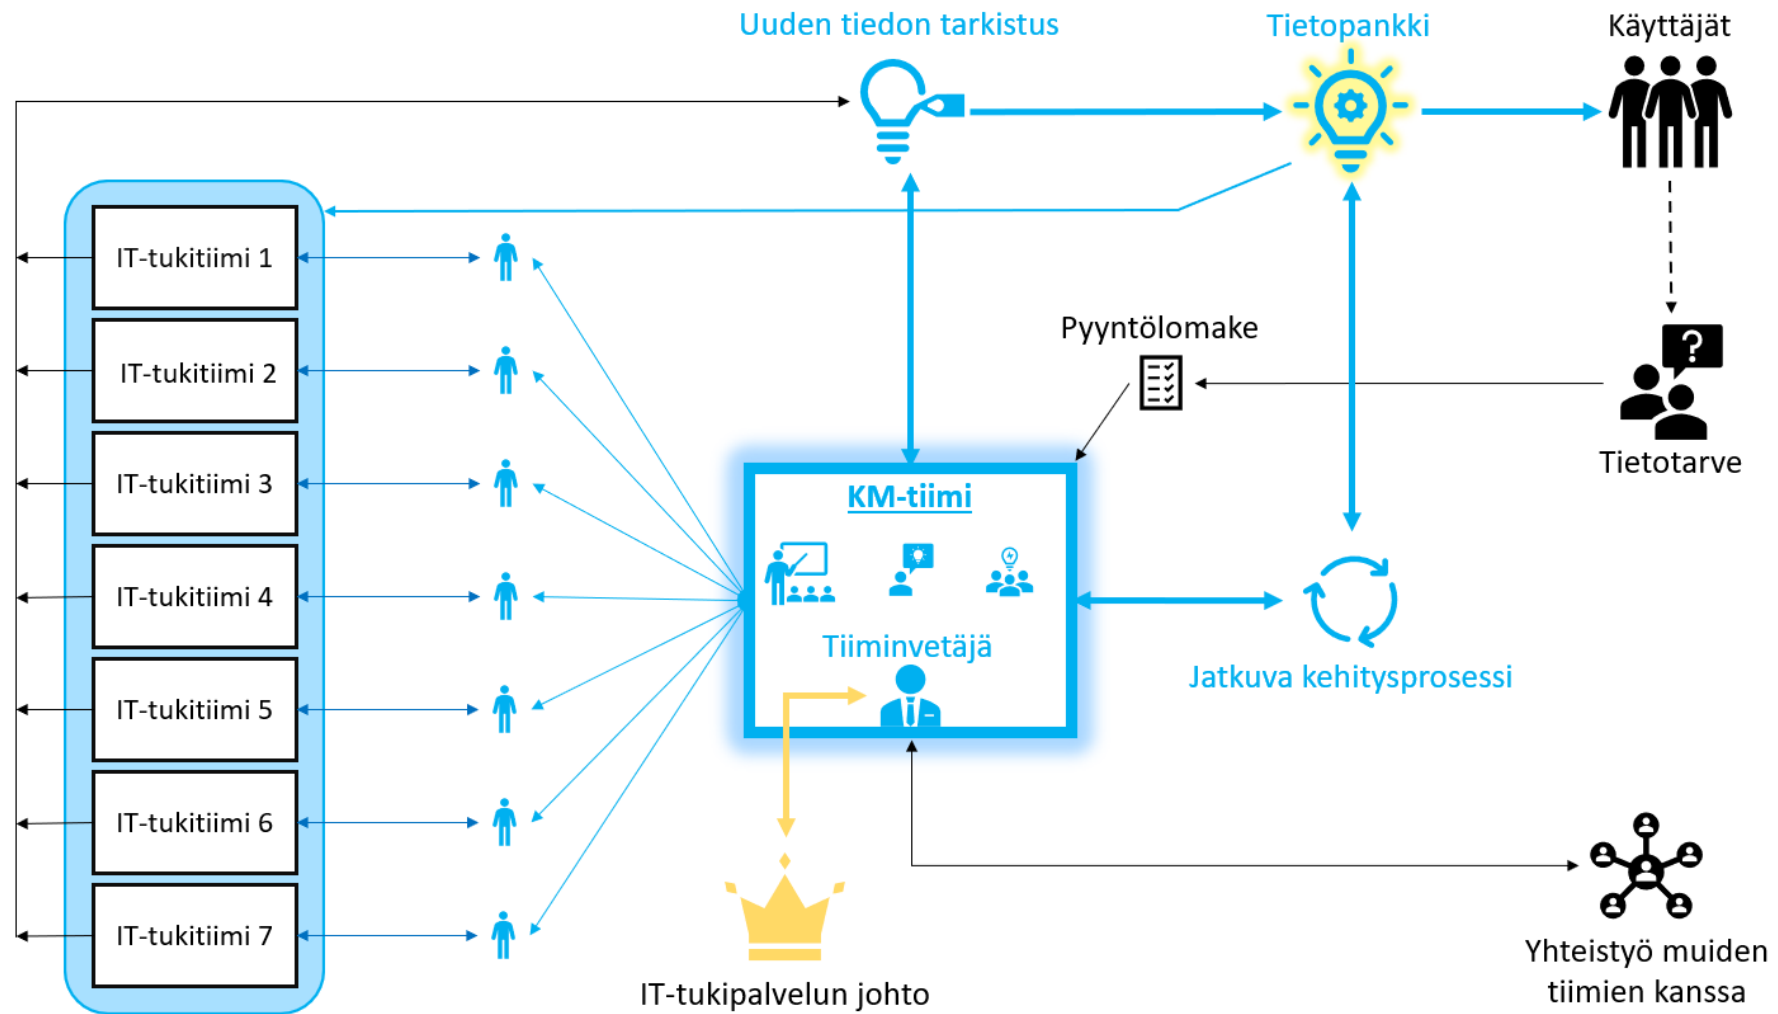 Uuden tiedon tarkistus
Tietopankki
Käyttäjät
IT-tukitiimi 1
IT-tukitiimi 2
IT-tukitiimi 3
IT-tukitiimi 4
IT-tukitiimi 5
IT-tukitiimi 6
IT-tukitiimi 7
Pyyntölomake
?
Tietotarve
KM-tiimi
Tiiminvetäjä
Jatkuva kehitysprosessi
IT-tukipalvelun johto
Yhteistyö muiden
tiimien kanssa